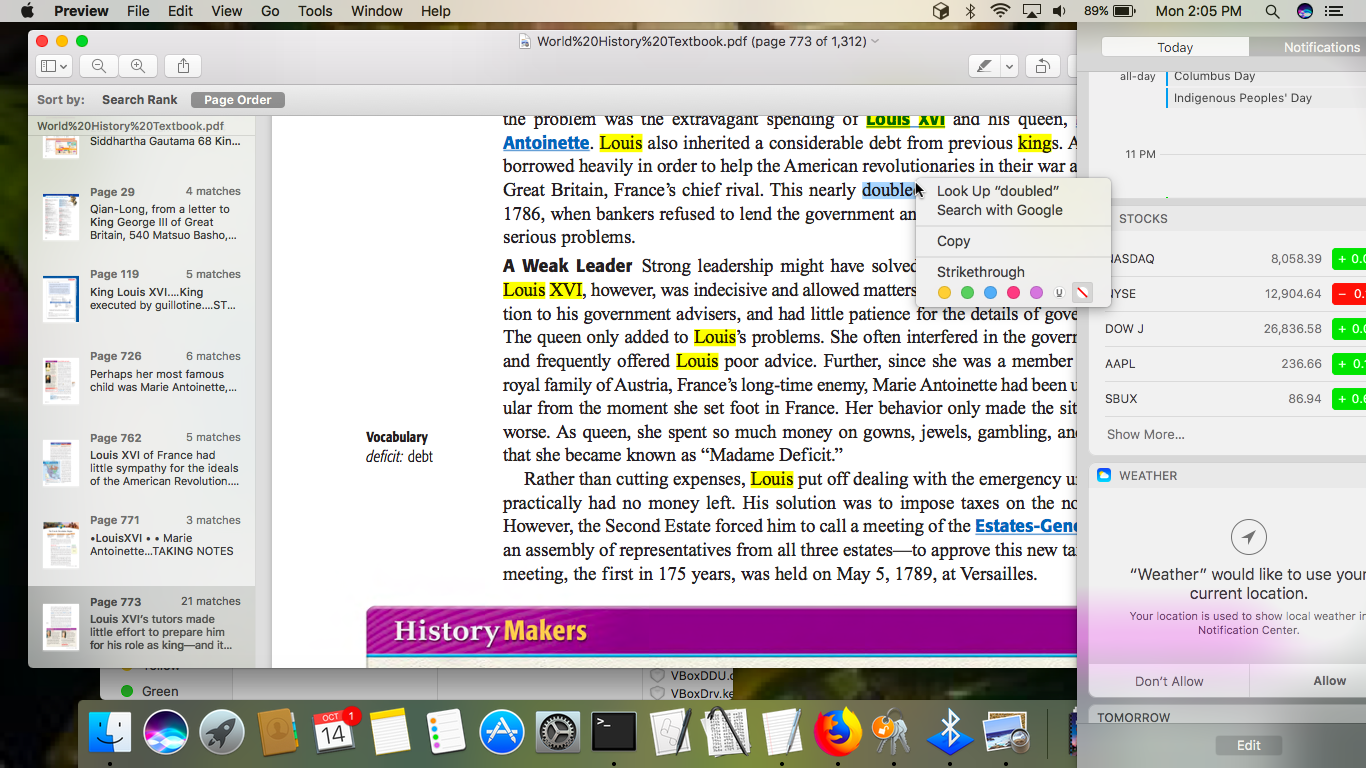 Preview File Edit View Go Tools Window Help 89% Mon 2:05 PM
World%20History%20Textbook.pdf (page 773 of 1,312)
Sort by: Search Rank Page Order
World%20History%20Textbook.pdf
Siddhartha Gautama 68 Kin...
Page 29 4 matches
Qian-Long, from a letter to
King George III of Great
Britain, 540 Matsuo Basho,...
Page 119 5 matches
King Louis XVI....King
executed by guillotine....ST...
Page 726 6 matches
Perhaps her most famous
child was Marie Antoinette,...
Page 762 5 matches
Louis XVI of France had
little sympathy for the ideals
of the American Revolution....
Page 771 3 matches
•LouisXVI • • Marie
Antoinette...TAKING NOTES
Page 773 21 matches
Louis XVI's tutors made
little effort to prepare him
for his role as king—and it...
the problem was the extravagant spending of Louis XVI and his queen,
Antoinette. Louis also inherited a considerable debt from previous kings. A
borrowed heavily in order to help the American revolutionaries in their war a
Great Britain, France's chief rival. This nearly double
1786, when bankers refused to lend the government an
serious problems.
A Weak Leader Strong leadership might have solved
Louis XVI, however, was indecisive and allowed matters
tion to his government advisers, and had little patience for the details of gove
The queen only added to Louis's problems. She often interfered in the gover
and frequently offered Louis poor advice. Further, since she was a member
royal family of Austria, France's long-time enemy, Marie Antoinette had been u
ular from the moment she set foot in France. Her behavior only made the sit
worse. As queen, she spent so much money on gowns, jewels, gambling, an
that she became known as “Madame Deficit.”
Rather than cutting expenses, Louis put off dealing with the emergency u
practically had no money left. His solution was to impose taxes on the no
However, the Second Estate forced him to call a meeting of the Estates-Gene
an assembly of representatives from all three estates—to approve this new ta
meeting, the first in 175 years, was held on May 5, 1789, at Versailles.
Vocabulary
deficit: debt
History Makers
Look Up “doubled”
Search with Google
Copy
Strikethrough
U
Today Notifications
all-day Columbus Day
Indigenous Peoples' Day
11 PM
STOCKS
NASDAQ 8,058.39 + 0.0
NYSE 12,904.64 − 0.
DOW J 26,836.58 + 0.0
AAPL 236.66 + 0.
SBUX 86.94 + 0.6
Show More...
WEATHER
“Weather” would like to use your
current location.
Your location is used to show local weather in
Notification Center.
Don't Allow Allow
TOMORROW
Edit
Yellow
Green
VBoxDDU.
VBoxDrv.ke
OCT
14
1